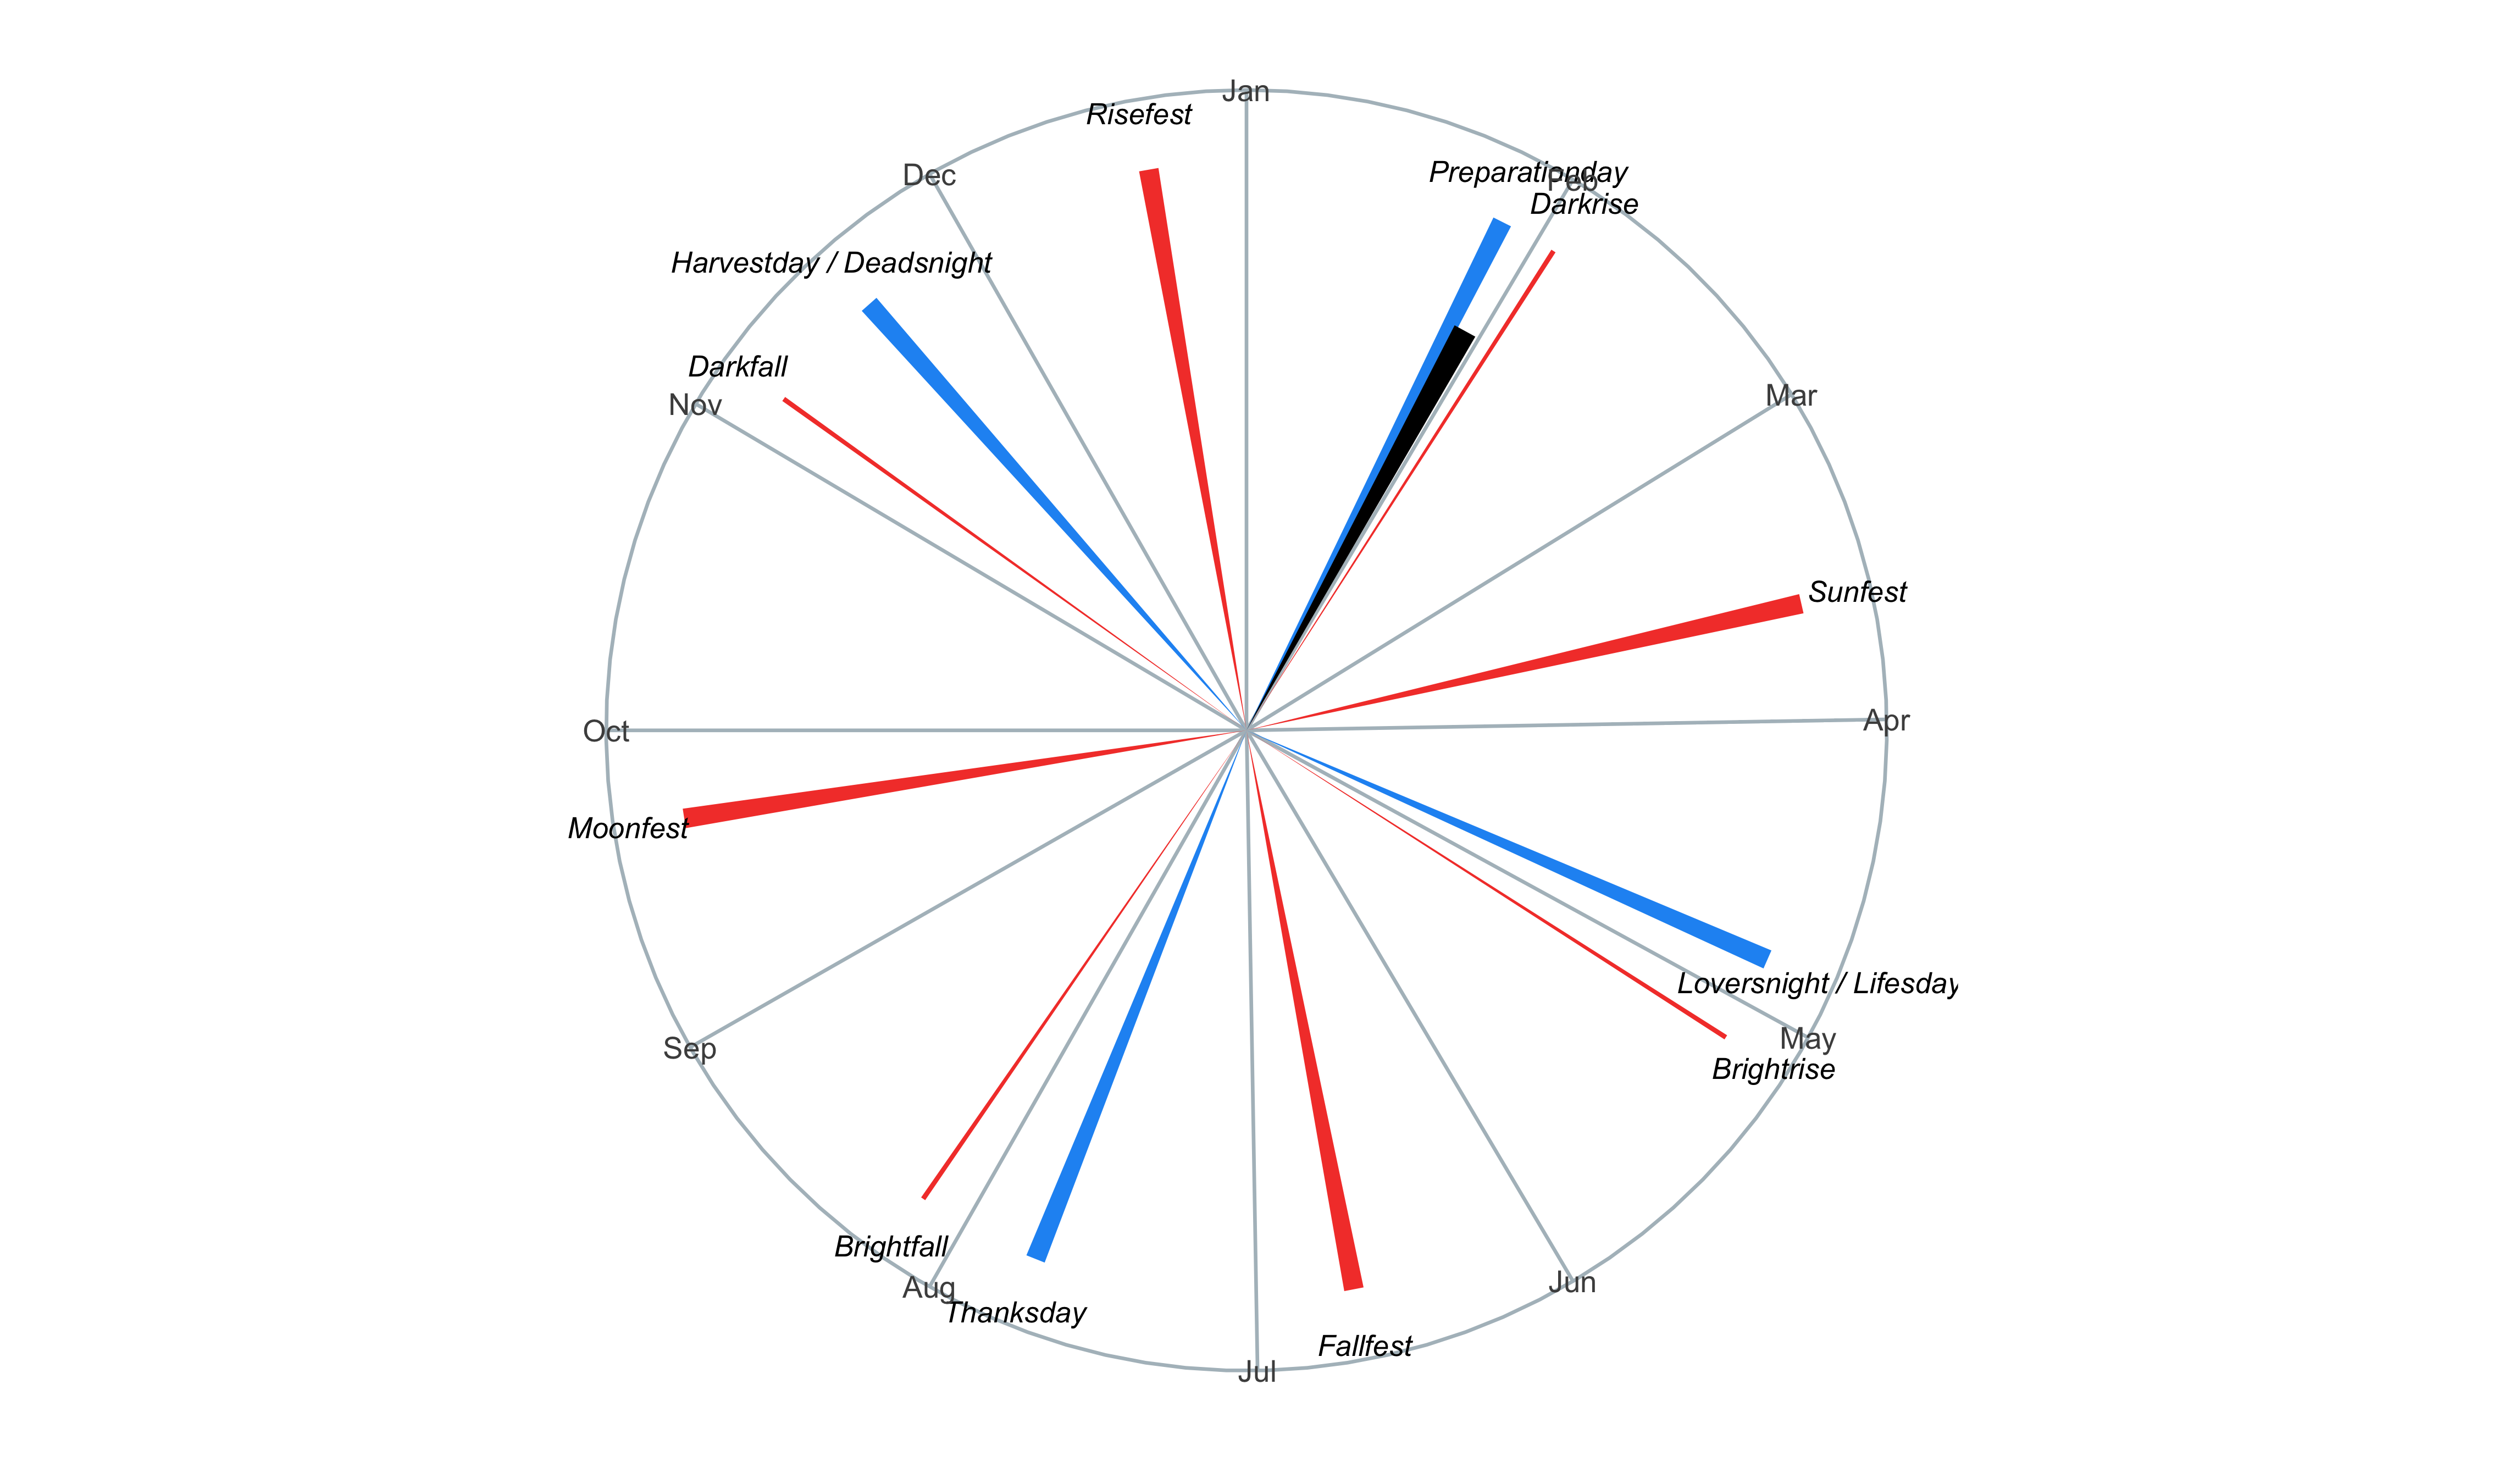 Jan
Risefest
Preparationday
Feb
Darkrise
Dec
Harvestday / Deadsnight
Darkfall
Nov
Mar
Sunfest
Apr
Oct
Moonfest
Loversnight / Lifesday
May
Brightrise
Sep
Brightfall
Aug
Thanksday
Jun
Fallfest
Jul